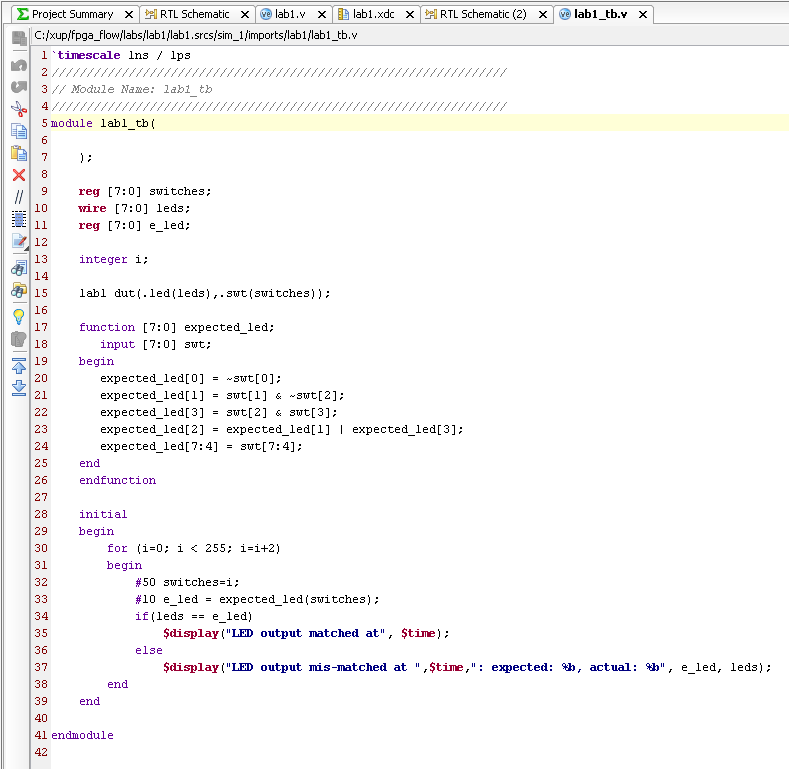 Project Summary RTL Schematic lab1.v lab1.xdc RTL Schematic (2) lab1_tb.v
C:/xup/fpga_flow/labs/lab1/lab1.srcs/sim_1/imports/lab1/lab1_tb.v
1 `timescale 1ns / 1ps
2 //////////////////////////////////////////////////////////////////
3 // Module Name: lab1_tb
4 //////////////////////////////////////////////////////////////////
5 module lab1_tb(
6
7     );
8
9     reg [7:0] switches;
10     wire [7:0] leds;
11     reg [7:0] e_led;
12
13     integer i;
14
15     lab1 dut(.led(leds),.swt(switches));
16
17     function [7:0] expected_led;
18        input [7:0] swt;
19     begin
20        expected_led[0] = ~swt[0];
21        expected_led[1] = swt[1] & ~swt[2];
22        expected_led[3] = swt[2] & swt[3];
23        expected_led[2] = expected_led[1] | expected_led[3];
24        expected_led[7:4] = swt[7:4];
25     end
26     endfunction
27
28     initial
29     begin
30         for (i=0; i < 255; i=i+2)
31         begin
32             #50 switches=i;
33             #10 e_led = expected_led(switches);
34             if(leds == e_led)
35                 $display("LED output matched at", $time);
36             else
37                 $display("LED output mis-matched at ",$time,": expected: %b, actual: %b", e_led, leds);
38         end
39     end
40
41 endmodule
42